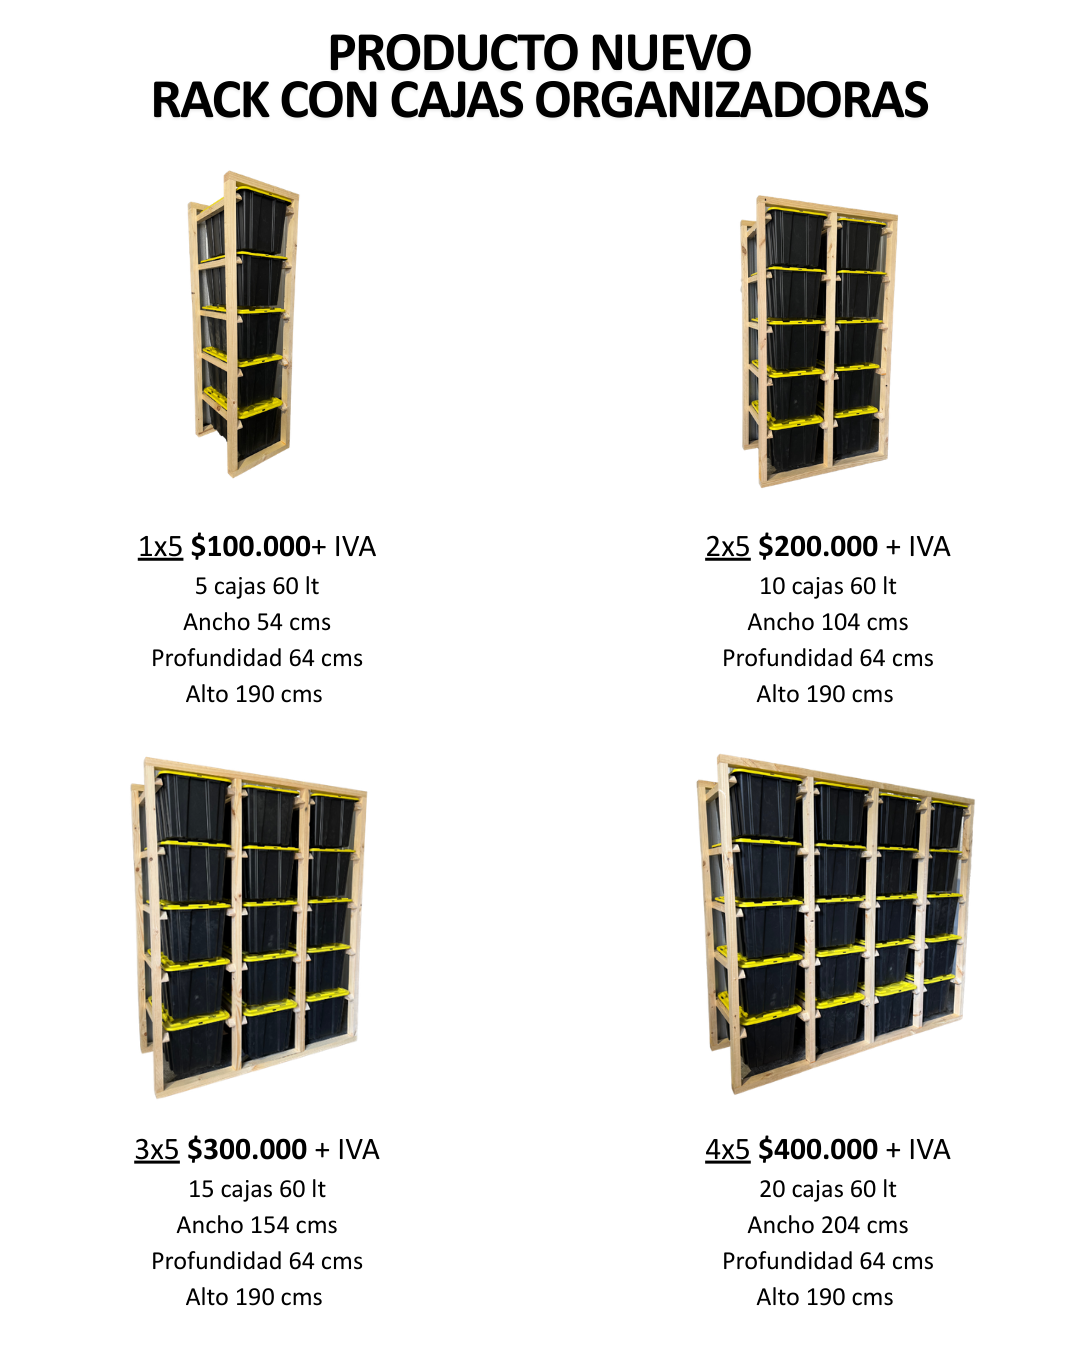 PRODUCTO NUEVO
RACK CON CAJAS ORGANIZADORAS
1x5 $100.000+ IVA
5 cajas 60 lt
Ancho 54 cms
Profundidad 64 cms
Alto 190 cms
2x5 $200.000 + IVA
10 cajas 60 lt
Ancho 104 cms
Profundidad 64 cms
Alto 190 cms
3x5 $300.000 + IVA
15 cajas 60 lt
Ancho 154 cms
Profundidad 64 cms
Alto 190 cms
4x5 $400.000 + IVA
20 cajas 60 lt
Ancho 204 cms
Profundidad 64 cms
Alto 190 cms